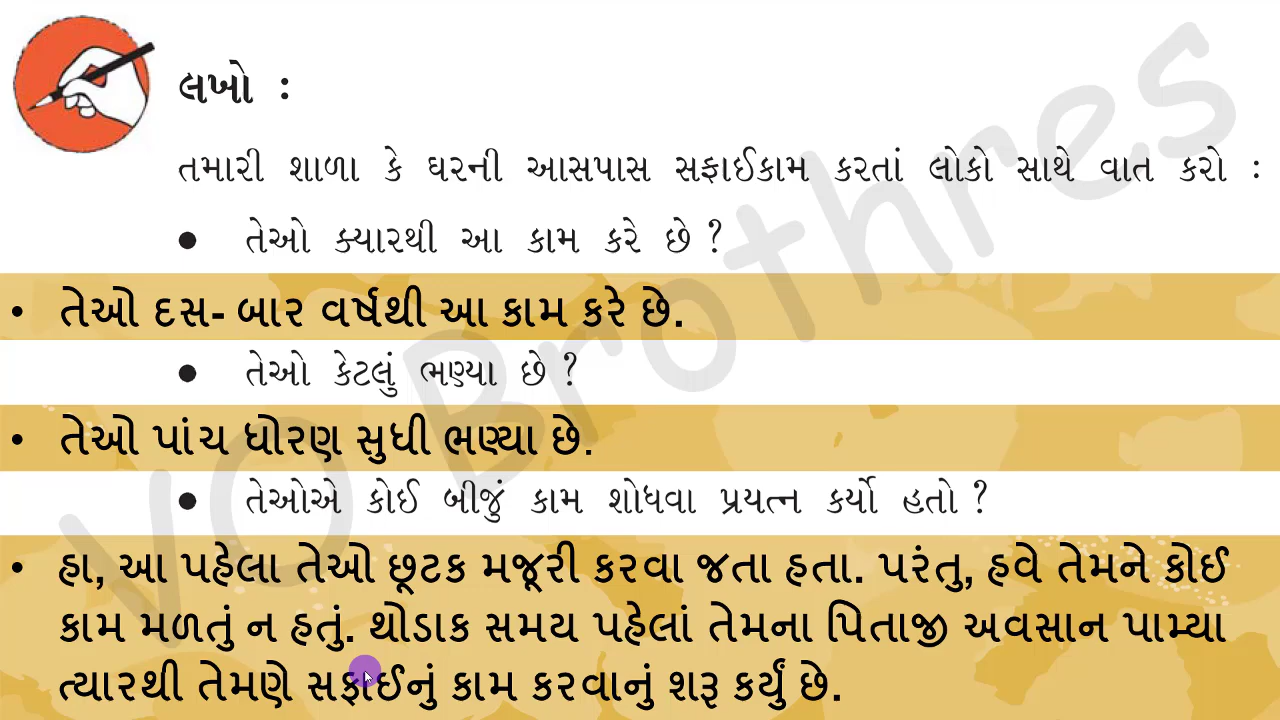 લખો :
તમારી શાળા કે ઘરની આસપાસ સફાઈકામ કરતાં લોકો સાથે વાત કરો :
● તેઓ ક્યારથી આ કામ કરે છે ?
• તેઓ દસ- બાર વર્ષથી આ કામ કરે છે.
● તેઓ કેટલું ભણ્યા છે ?
• તેઓ પાંચ ધોરણ સુધી ભણ્યા છે.
● તેઓએ કોઈ બીજું કામ શોધવા પ્રયત્ન કર્યો હતો ?
• હા, આ પહેલા તેઓ છૂટક મજૂરી કરવા જતા હતા. પરંતુ, હવે તેમને કોઈ
કામ મળતું ન હતું. થોડાક સમય પહેલાં તેમના પિતાજી અવસાન પામ્યા
ત્યારથી તેમણે સફાઈનું કામ કરવાનું શરૂ કર્યું છે.
VO Brothres